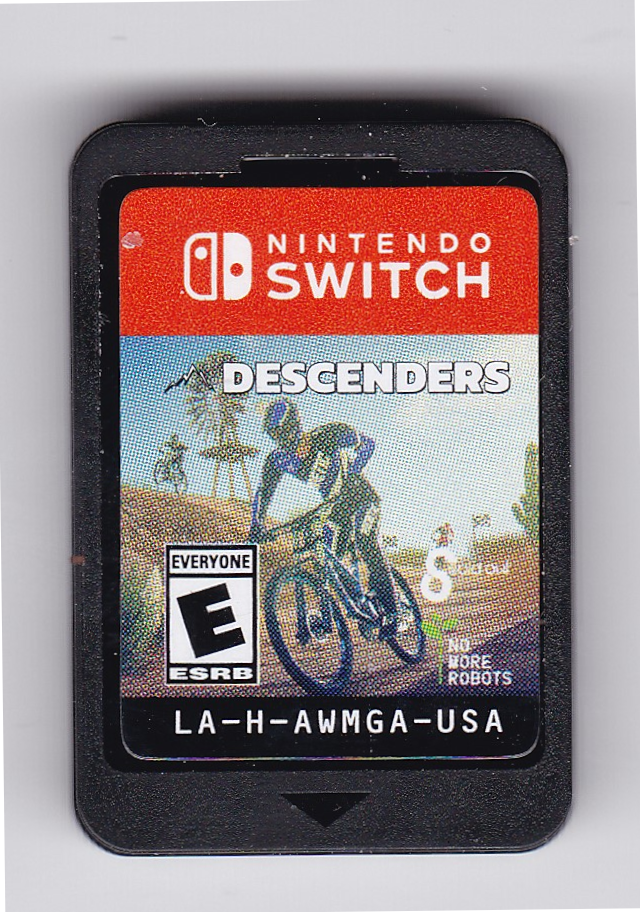 NINTENDO
SWITCH
DESCENDERS
EVERYONE
E
ESRB
NO
MORE
ROBOTS
LA-H-AWMGA-USA